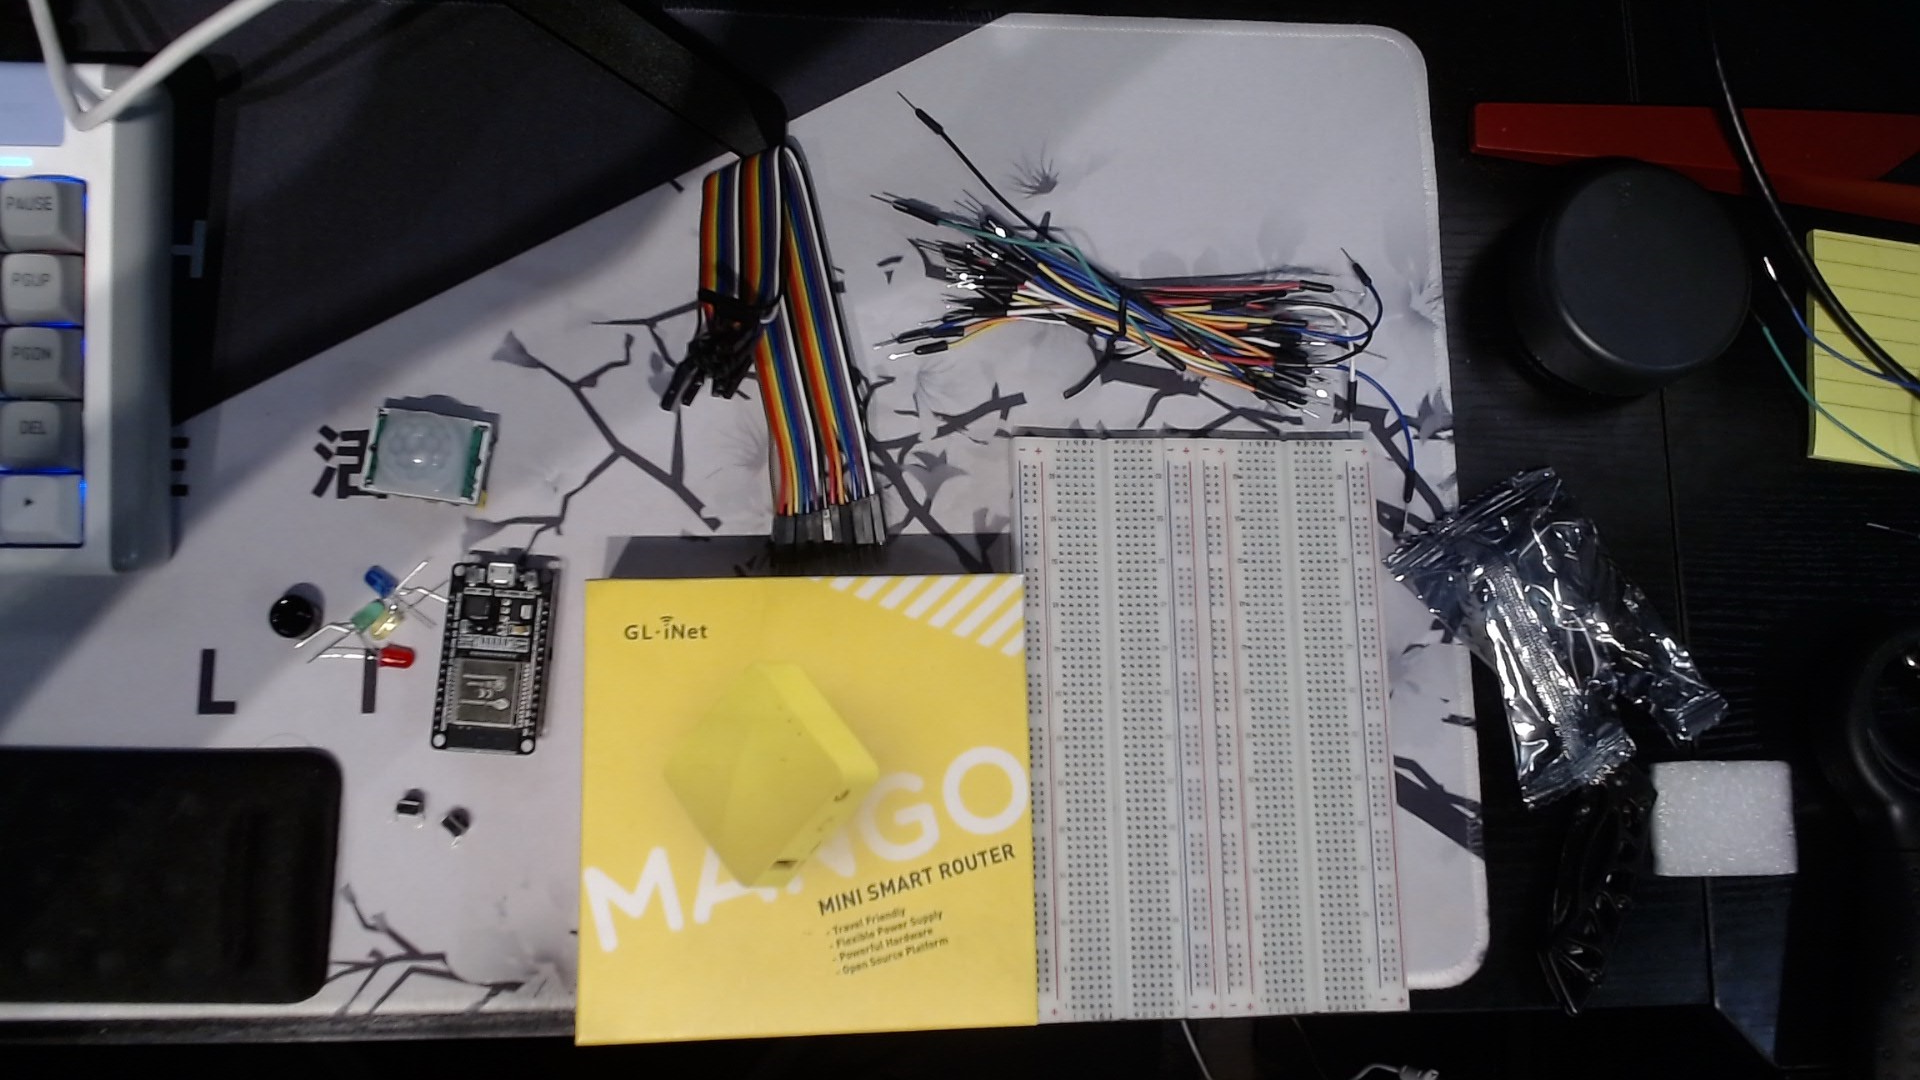 PAUSE
PGUP
PGDN
DEL
E
活
L
I
GL·iNet
MANGO
MINI SMART ROUTER
- Travel Friendly
- Flexible Power Supply
- Powerful Hardware
- Open Source Platform